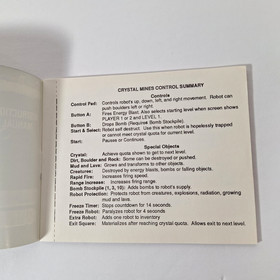 CRYSTAL MINES CONTROL SUMMARY
Controls
Control Pad: Controls robot's up, down, left, and right movement. Robot can
push boulders left or right.
Button A: Fires Energy Blast. Also selects starting level when screen shows
PLAYER 1 or 2 and LEVEL 1.
Button B: Drops Bomb (Requires Bomb Stockpile).
Start & Select: Robot self destruct. Use this when robot is hopelessly trapped
or cannot meet crystal quota for current level.
Start: Pauses or Continues.
Special Objects
Crystal: Achieve quota shown to get to next level.
Dirt, Boulder and Rock: Some can be destroyed or pushed.
Mud and Lava: Grows and transforms to other objects.
Creatures: Destroyed by energy blasts, bombs or falling objects.
Rapid Fire: Increases firing speed.
Range Increase: Increases firing range.
Bomb Stockpile (1, 3, 10): Adds bombs to robot's supply.
Robot Protection: Protects robot from creatures, explosions, radiation, growing
mud and lava.
Freeze Timer: Stops countdown for 14 seconds.
Freeze Robot: Paralyzes robot for 4 seconds.
Extra Robot: Adds one robot to inventory
Exit Square: Materializes after reaching crystal quota. Allows exit to next level.